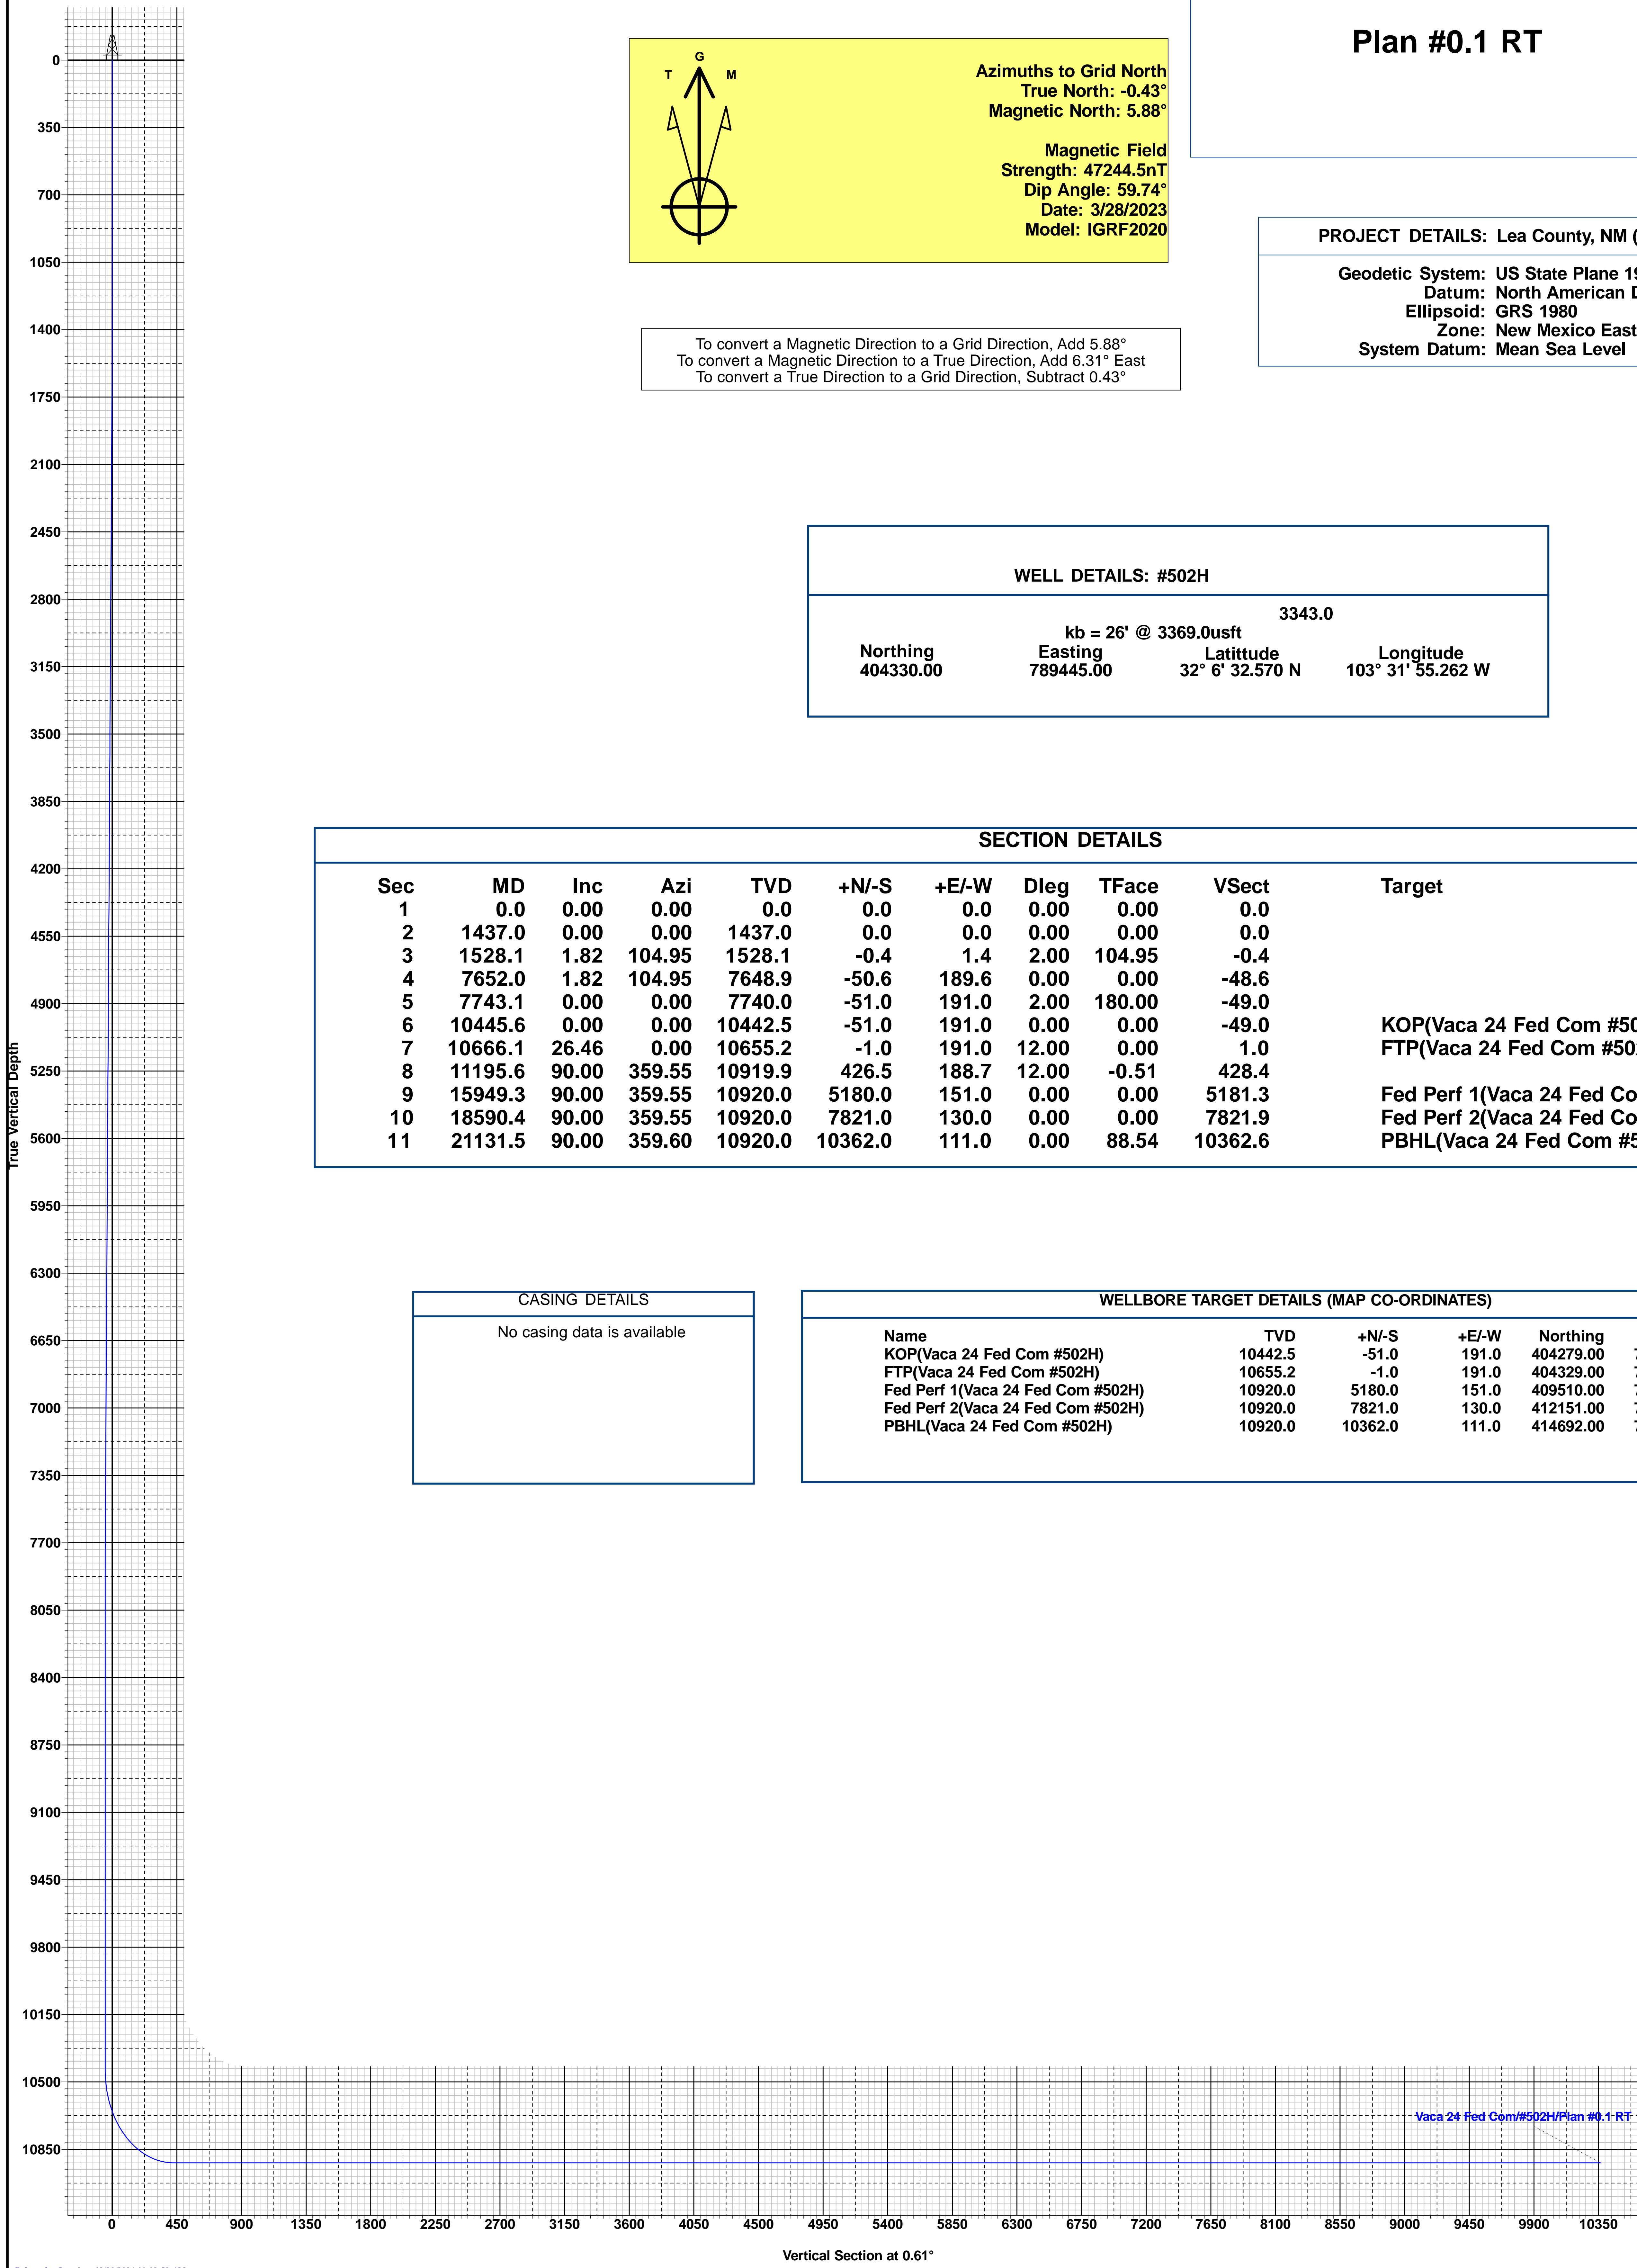 Plan #0.1 RT
G
T M
Azimuths to Grid North
True North: -0.43°
Magnetic North: 5.88°
Magnetic Field
Strength: 47244.5nT
Dip Angle: 59.74°
Date: 3/28/2023
Model: IGRF2020
PROJECT DETAILS: Lea County, NM (
Geodetic System: US State Plane 19
Datum: North American D
Ellipsoid: GRS 1980
Zone: New Mexico East
System Datum: Mean Sea Level
To convert a Magnetic Direction to a Grid Direction, Add 5.88°
To convert a Magnetic Direction to a True Direction, Add 6.31° East
To convert a True Direction to a Grid Direction, Subtract 0.43°
WELL DETAILS: #502H
3343.0
kb = 26' @ 3369.0usft
Northing Easting Latittude Longitude
404330.00 789445.00 32° 6' 32.570 N 103° 31' 55.262 W
SECTION DETAILS
Sec MD Inc Azi TVD +N/-S +E/-W Dleg TFace VSect Target
1 0.0 0.00 0.00 0.0 0.0 0.0 0.00 0.00 0.0
2 1437.0 0.00 0.00 1437.0 0.0 0.0 0.00 0.00 0.0
3 1528.1 1.82 104.95 1528.1 -0.4 1.4 2.00 104.95 -0.4
4 7652.0 1.82 104.95 7648.9 -50.6 189.6 0.00 0.00 -48.6
5 7743.1 0.00 0.00 7740.0 -51.0 191.0 2.00 180.00 -49.0
6 10445.6 0.00 0.00 10442.5 -51.0 191.0 0.00 0.00 -49.0 KOP(Vaca 24 Fed Com #50
7 10666.1 26.46 0.00 10655.2 -1.0 191.0 12.00 0.00 1.0 FTP(Vaca 24 Fed Com #50
8 11195.6 90.00 359.55 10919.9 426.5 188.7 12.00 -0.51 428.4
9 15949.3 90.00 359.55 10920.0 5180.0 151.0 0.00 0.00 5181.3 Fed Perf 1(Vaca 24 Fed Co
10 18590.4 90.00 359.55 10920.0 7821.0 130.0 0.00 0.00 7821.9 Fed Perf 2(Vaca 24 Fed Co
11 21131.5 90.00 359.60 10920.0 10362.0 111.0 0.00 88.54 10362.6 PBHL(Vaca 24 Fed Com #5
CASING DETAILS
No casing data is available
WELLBORE TARGET DETAILS (MAP CO-ORDINATES)
Name TVD +N/-S +E/-W Northing
KOP(Vaca 24 Fed Com #502H) 10442.5 -51.0 191.0 404279.00
FTP(Vaca 24 Fed Com #502H) 10655.2 -1.0 191.0 404329.00
Fed Perf 1(Vaca 24 Fed Com #502H) 10920.0 5180.0 151.0 409510.00
Fed Perf 2(Vaca 24 Fed Com #502H) 10920.0 7821.0 130.0 412151.00
PBHL(Vaca 24 Fed Com #502H) 10920.0 10362.0 111.0 414692.00
True Vertical Depth
0
350
700
1050
1400
1750
2100
2450
2800
3150
3500
3850
4200
4550
4900
5250
5600
5950
6300
6650
7000
7350
7700
8050
8400
8750
9100
9450
9800
10150
10500
10850
Vaca 24 Fed Com/#502H/Plan #0.1 RT
0 450 900 1350 1800 2250 2700 3150 3600 4050 4500 4950 5400 5850 6300 6750 7200 7650 8100 8550 9000 9450 9900 10350
Vertical Section at 0.61°